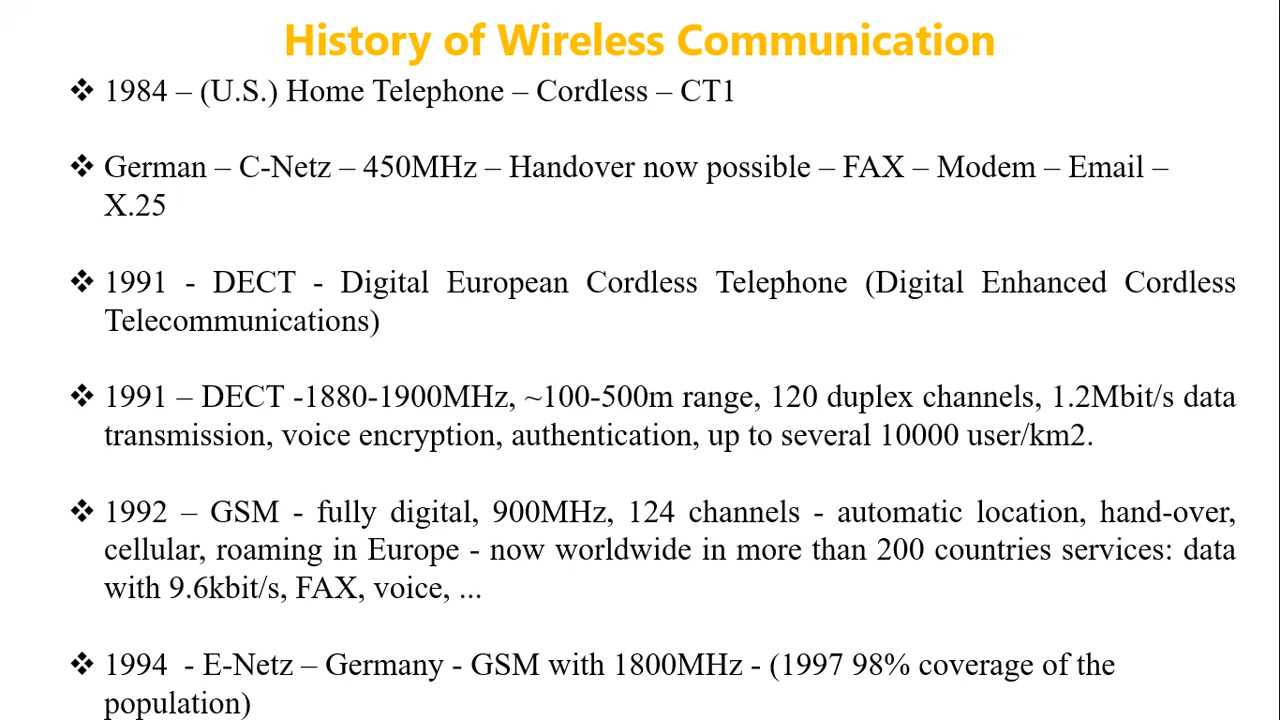 History of Wireless Communication
❖ 1984 – (U.S.) Home Telephone – Cordless – CT1
❖ German – C-Netz – 450MHz – Handover now possible – FAX – Modem – Email –
X.25
❖ 1991 - DECT - Digital European Cordless Telephone (Digital Enhanced Cordless
Telecommunications)
❖ 1991 – DECT -1880-1900MHz, ~100-500m range, 120 duplex channels, 1.2Mbit/s data
transmission, voice encryption, authentication, up to several 10000 user/km2.
❖ 1992 – GSM - fully digital, 900MHz, 124 channels - automatic location, hand-over,
cellular, roaming in Europe - now worldwide in more than 200 countries services: data
with 9.6kbit/s, FAX, voice, ...
❖ 1994 - E-Netz – Germany - GSM with 1800MHz - (1997 98% coverage of the
population)